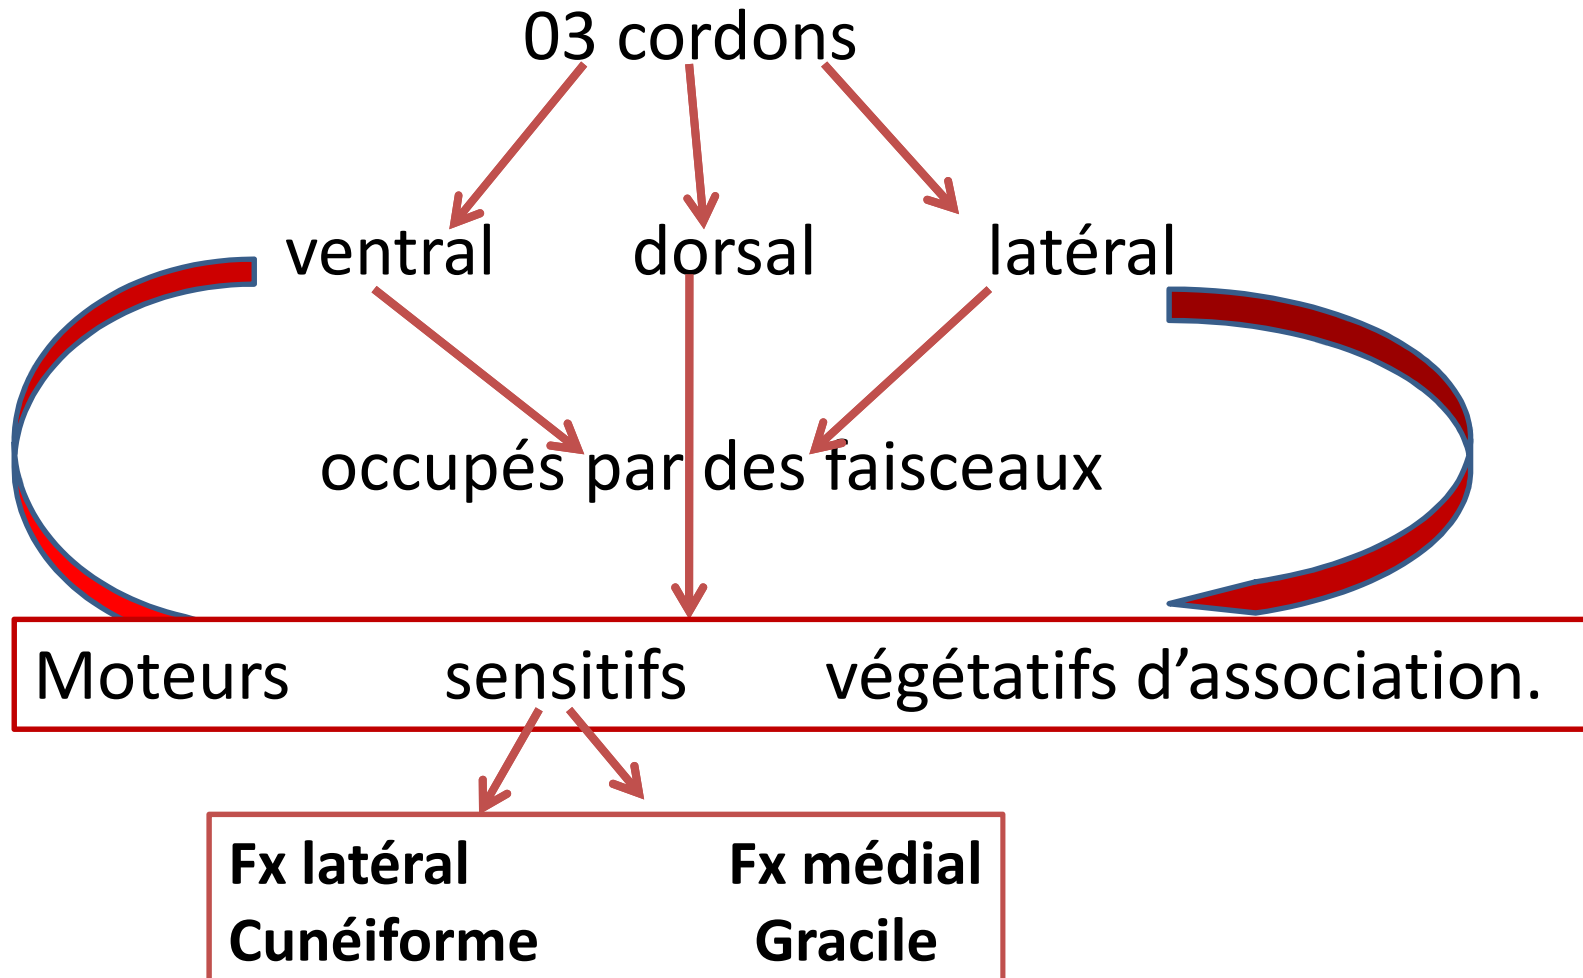 03 cordons
ventral dorsal latéral
occupés par des faisceaux
Moteurs sensitifs végétatifs d’association.
Fx latéral Fx médial
Cunéiforme Gracile